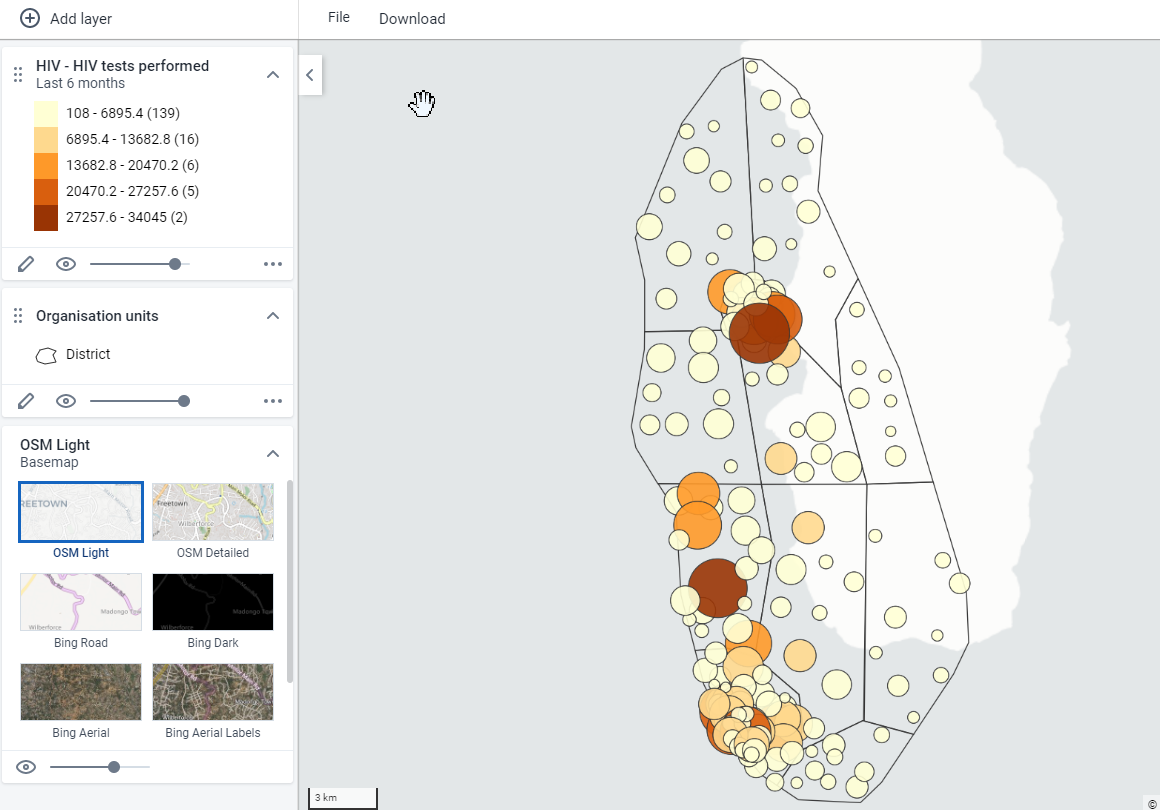 Add layer
File
Download
HIV - HIV tests performed
Last 6 months
108 - 6895.4 (139)
6895.4 - 13682.8 (16)
13682.8 - 20470.2 (6)
20470.2 - 27257.6 (5)
27257.6 - 34045 (2)
Organisation units
District
OSM Light
Basemap
REETOWN
Freetown
Wilberforce
OSM Light
OSM Detailed
Wilberforce
Madongo
Madongo
Bing Road
Bing Dark
Bing Aerial
Bing Aerial Labels
3 km
©